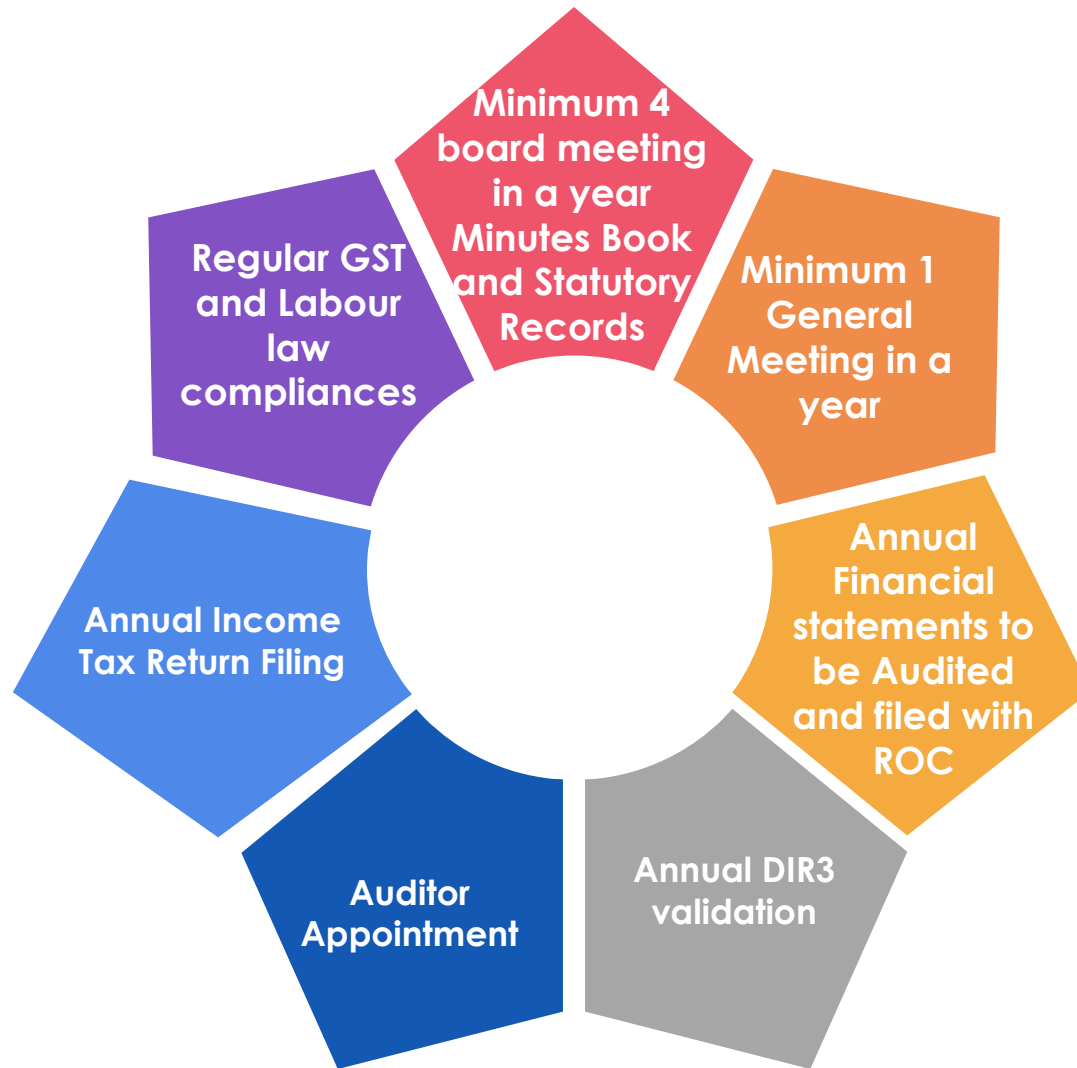 Minimum 4
board meeting
in a year
Minutes Book
and Statutory
Records
Minimum 1
General
Meeting in a
year
Annual
Financial
statements to
be Audited
and filed with
ROC
Annual DIR3
validation
Auditor
Appointment
Annual Income
Tax Return Filing
Regular GST
and Labour
law
compliances